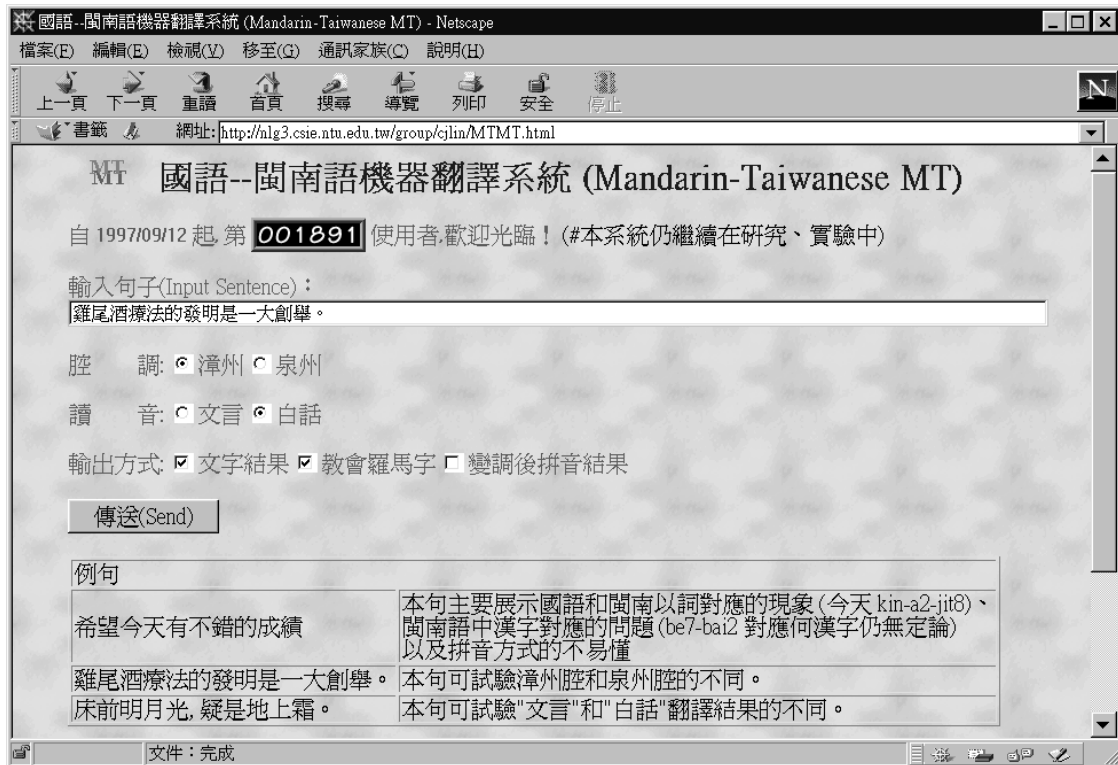 國語--閩南語機器翻譯系統 (Mandarin-Taiwanese MT) - Netscape
檔案(F) 編輯(E) 檢視(V) 移至(G) 通訊家族(C) 說明(H)
上一頁 下一頁 重讀 首頁 搜尋 導覽 列印 安全 停止
N
書籤 網址: http://nlg3.csie.ntu.edu.tw/group/cjlin/MTMT.html
MT 國語--閩南語機器翻譯系統 (Mandarin-Taiwanese MT)
自 1997/09/12 起, 第 001891 使用者,歡迎光臨！(#本系統仍繼續在研究、實驗中)
輸入句子(Input Sentence)：
雞尾酒療法的發明是一大創舉。
腔 調: 漳州 泉州
讀 音: 文言 白話
輸出方式: 文字結果 教會羅馬字 變調後拼音結果
傳送(Send)
例句
希望今天有不錯的成績
本句主要展示國語和閩南以詞對應的現象 (今天 kin-a2-jit8)、
閩南語中漢字對應的問題 (be7-bai2 對應何漢字仍無定論)
以及拼音方式的不易懂
雞尾酒療法的發明是一大創舉。 本句可試驗漳州腔和泉州腔的不同。
床前明月光, 疑是地上霜。 本句可試驗"文言"和"白話"翻譯結果的不同。
文件：完成